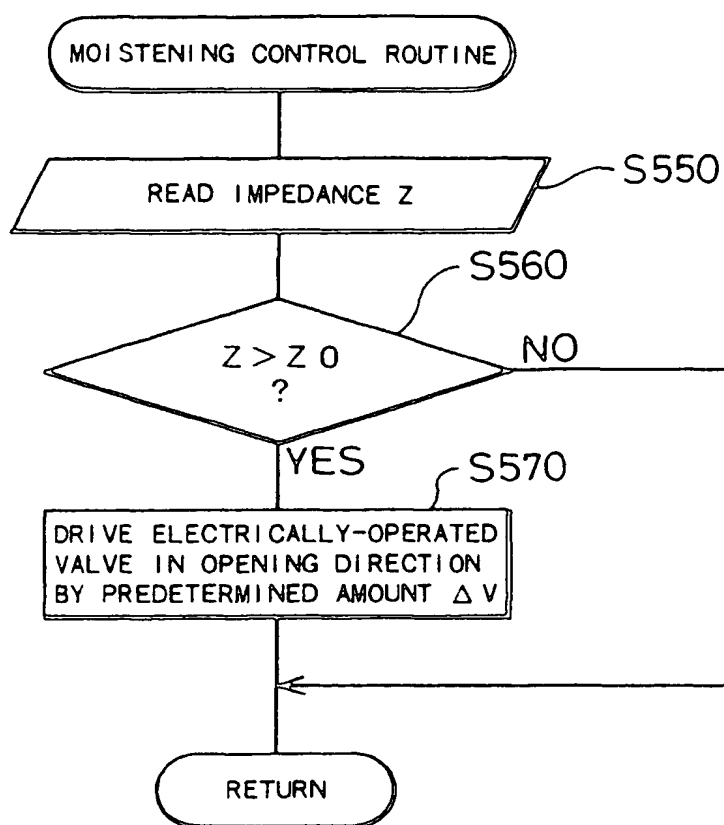 MOISTENING CONTROL ROUTINE
S550
READ IMPEDANCE Z
S560
Z > Z 0
?
NO
YES
S570
DRIVE ELECTRICALLY-OPERATED
VALVE IN OPENING DIRECTION
BY PREDETERMINED AMOUNT Δ V
RETURN